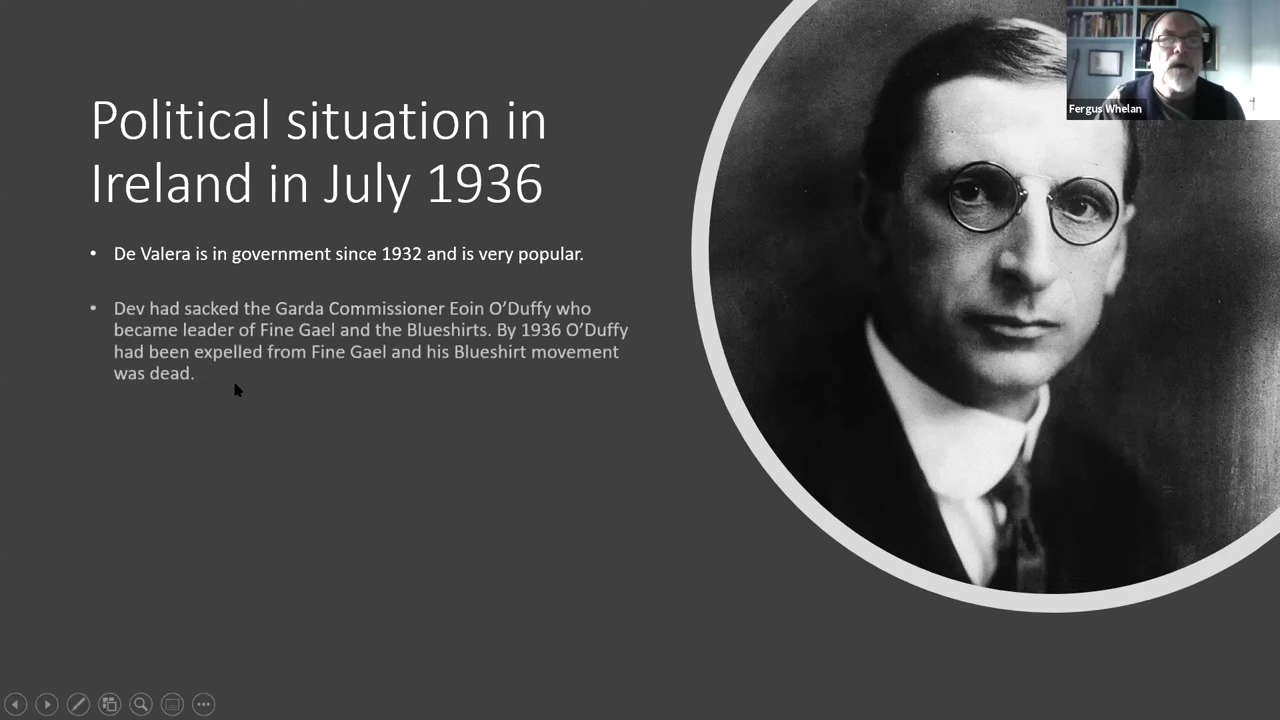 Political situation in
Ireland in July 1936
• De Valera is in government since 1932 and is very popular.
• Dev had sacked the Garda Commissioner Eoin O’Duffy who
became leader of Fine Gael and the Blueshirts. By 1936 O’Duffy
had been expelled from Fine Gael and his Blueshirt movement
was dead.
Fergus Whelan